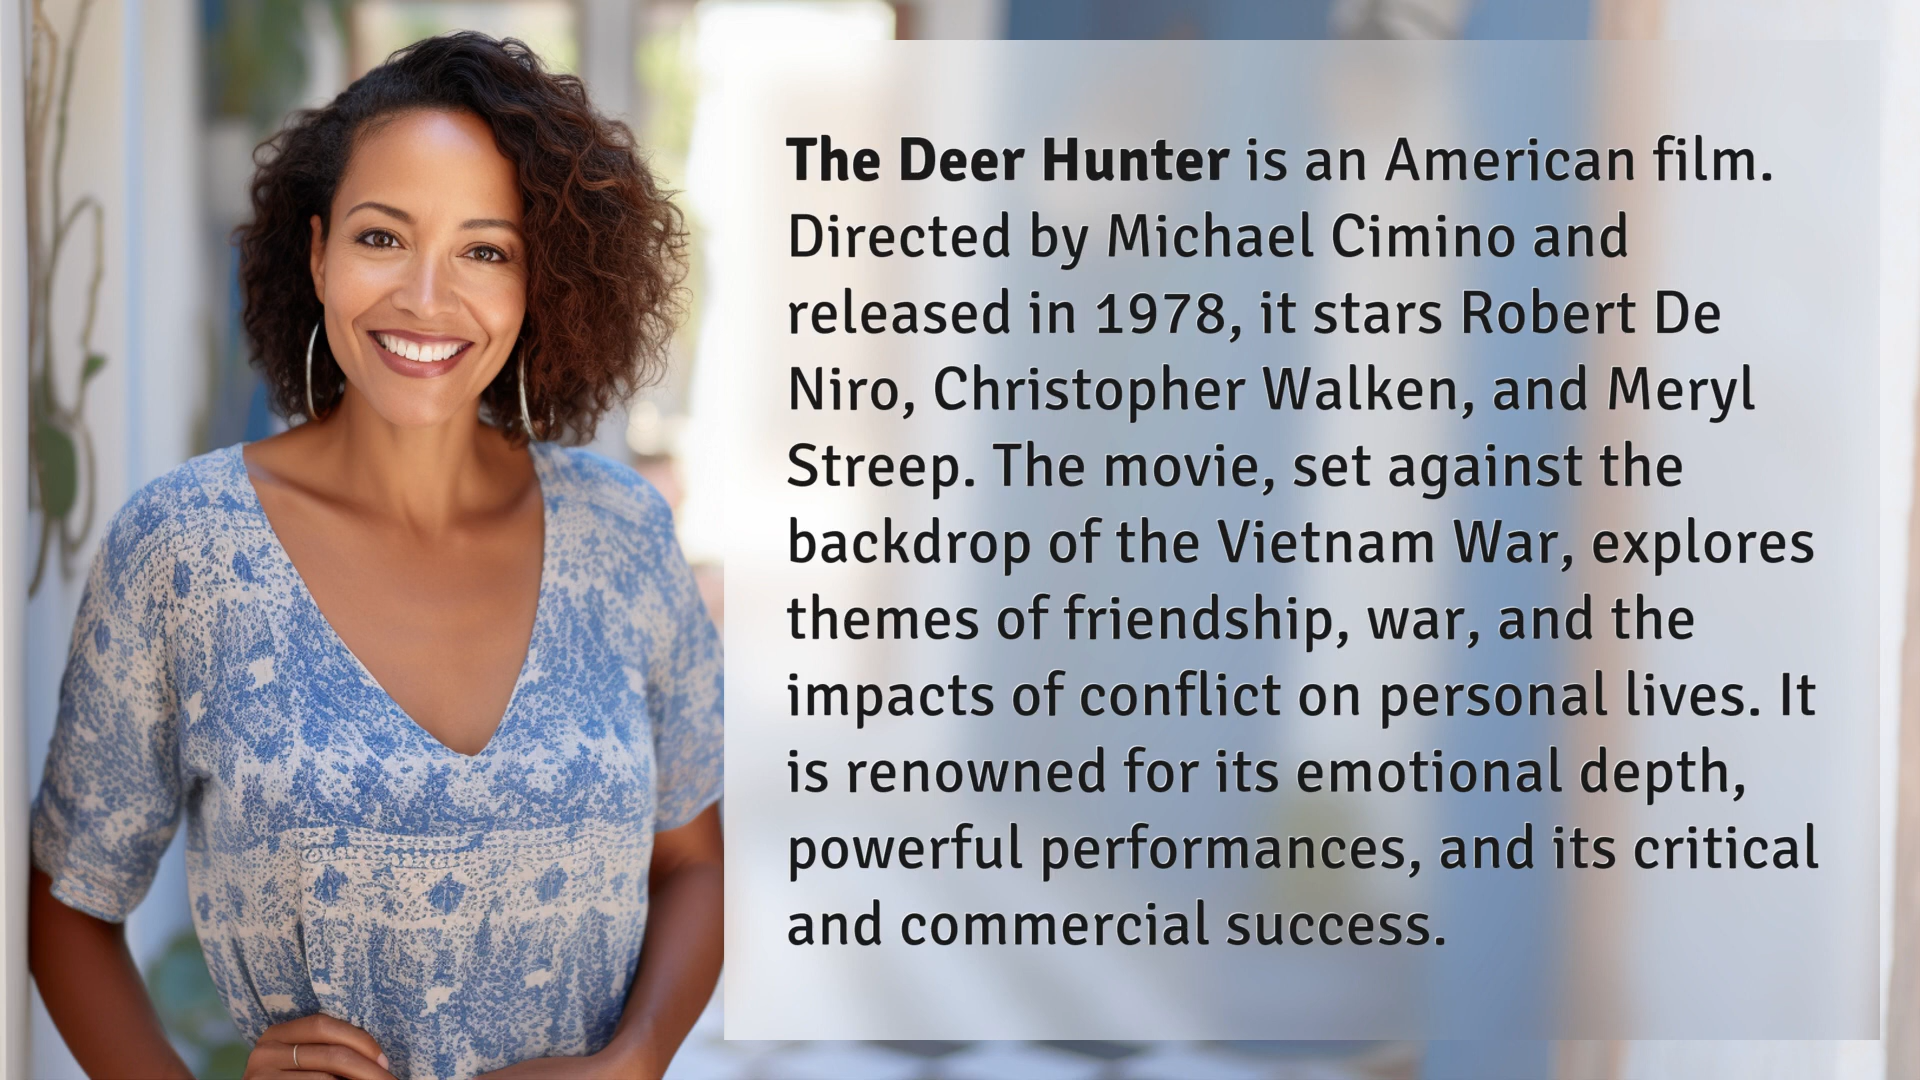 The Deer Hunter is an American film.
Directed by Michael Cimino and
released in 1978, it stars Robert De
Niro, Christopher Walken, and Meryl
Streep. The movie, set against the
backdrop of the Vietnam War, explores
themes of friendship, war, and the
impacts of conflict on personal lives. It
is renowned for its emotional depth,
powerful performances, and its critical
and commercial success.